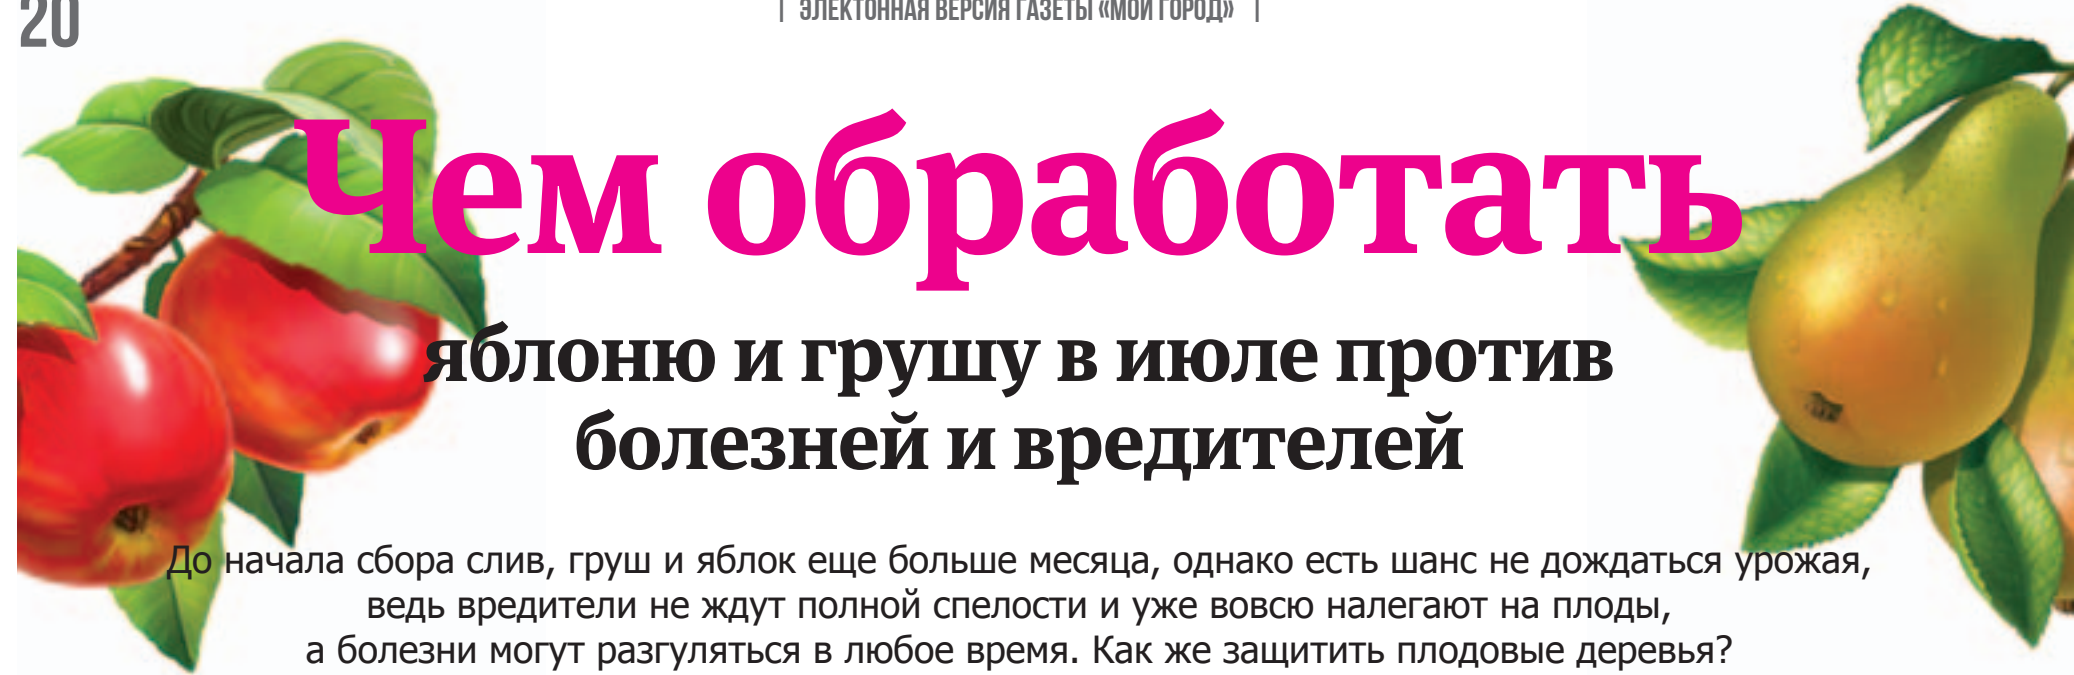 20
| ЭЛЕКТОННАЯ ВЕРСИЯ ГАЗЕТЫ «МОЙ ГОРОД» |
Чем обработать
яблоню и грушу в июле против
болезней и вредителей
До начала сбора слив, груш и яблок еще больше месяца, однако есть шанс не дождаться урожая,
ведь вредители не ждут полной спелости и уже вовсю налегают на плоды,
а болезни могут разгуляться в любое время. Как же защитить плодовые деревья?